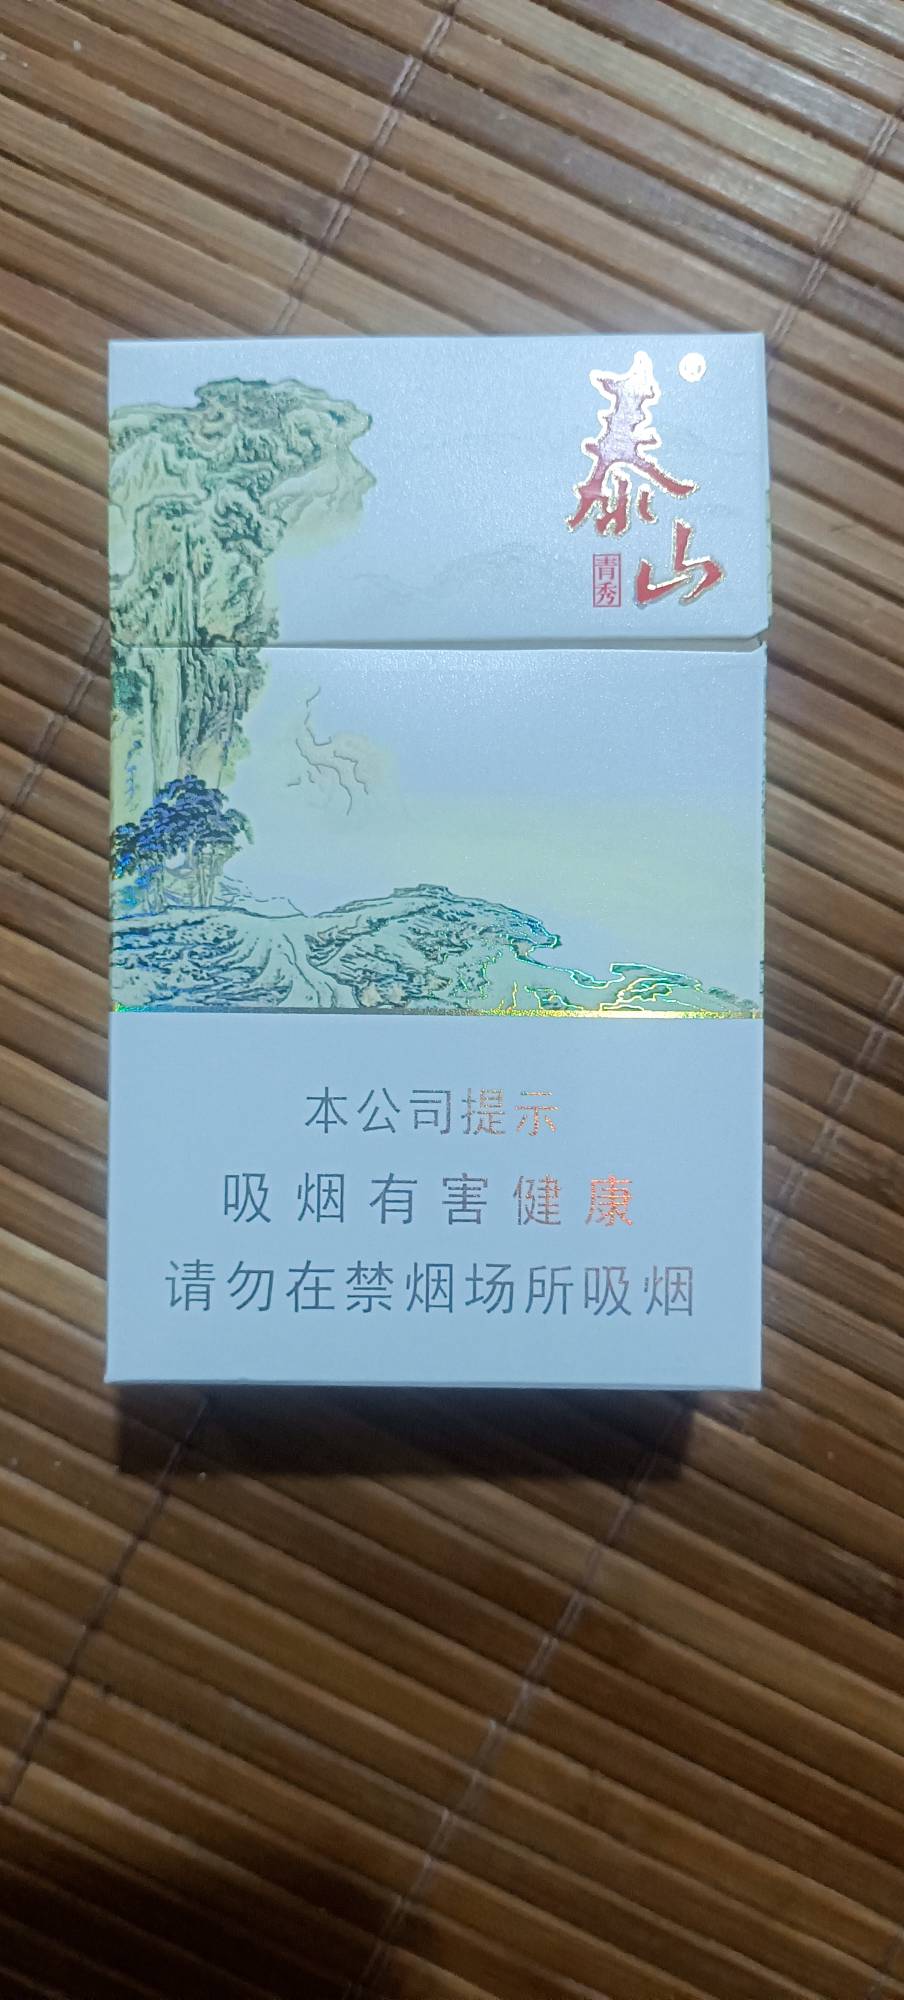 泰山
青秀
本公司提示
吸烟有害健康
请勿在禁烟场所吸烟